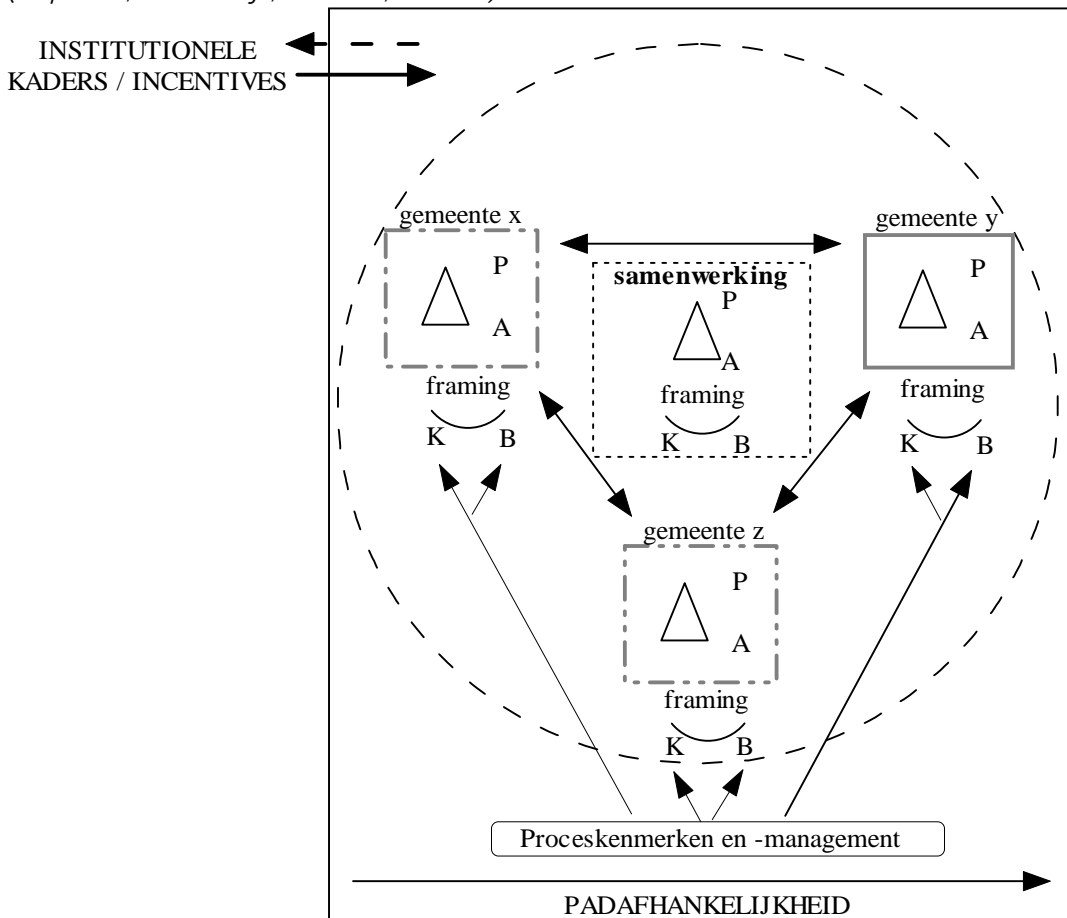 INSTITUTIONELE
KADERS / INCENTIVES
gemeente x
gemeente y
P
A
samenwerking
P
A
P
A
framing
K B
framing
K B
framing
K B
gemeente z
P
A
framing
K B
Proceskenmerken en -management
PADAFHANKELIJKHEID